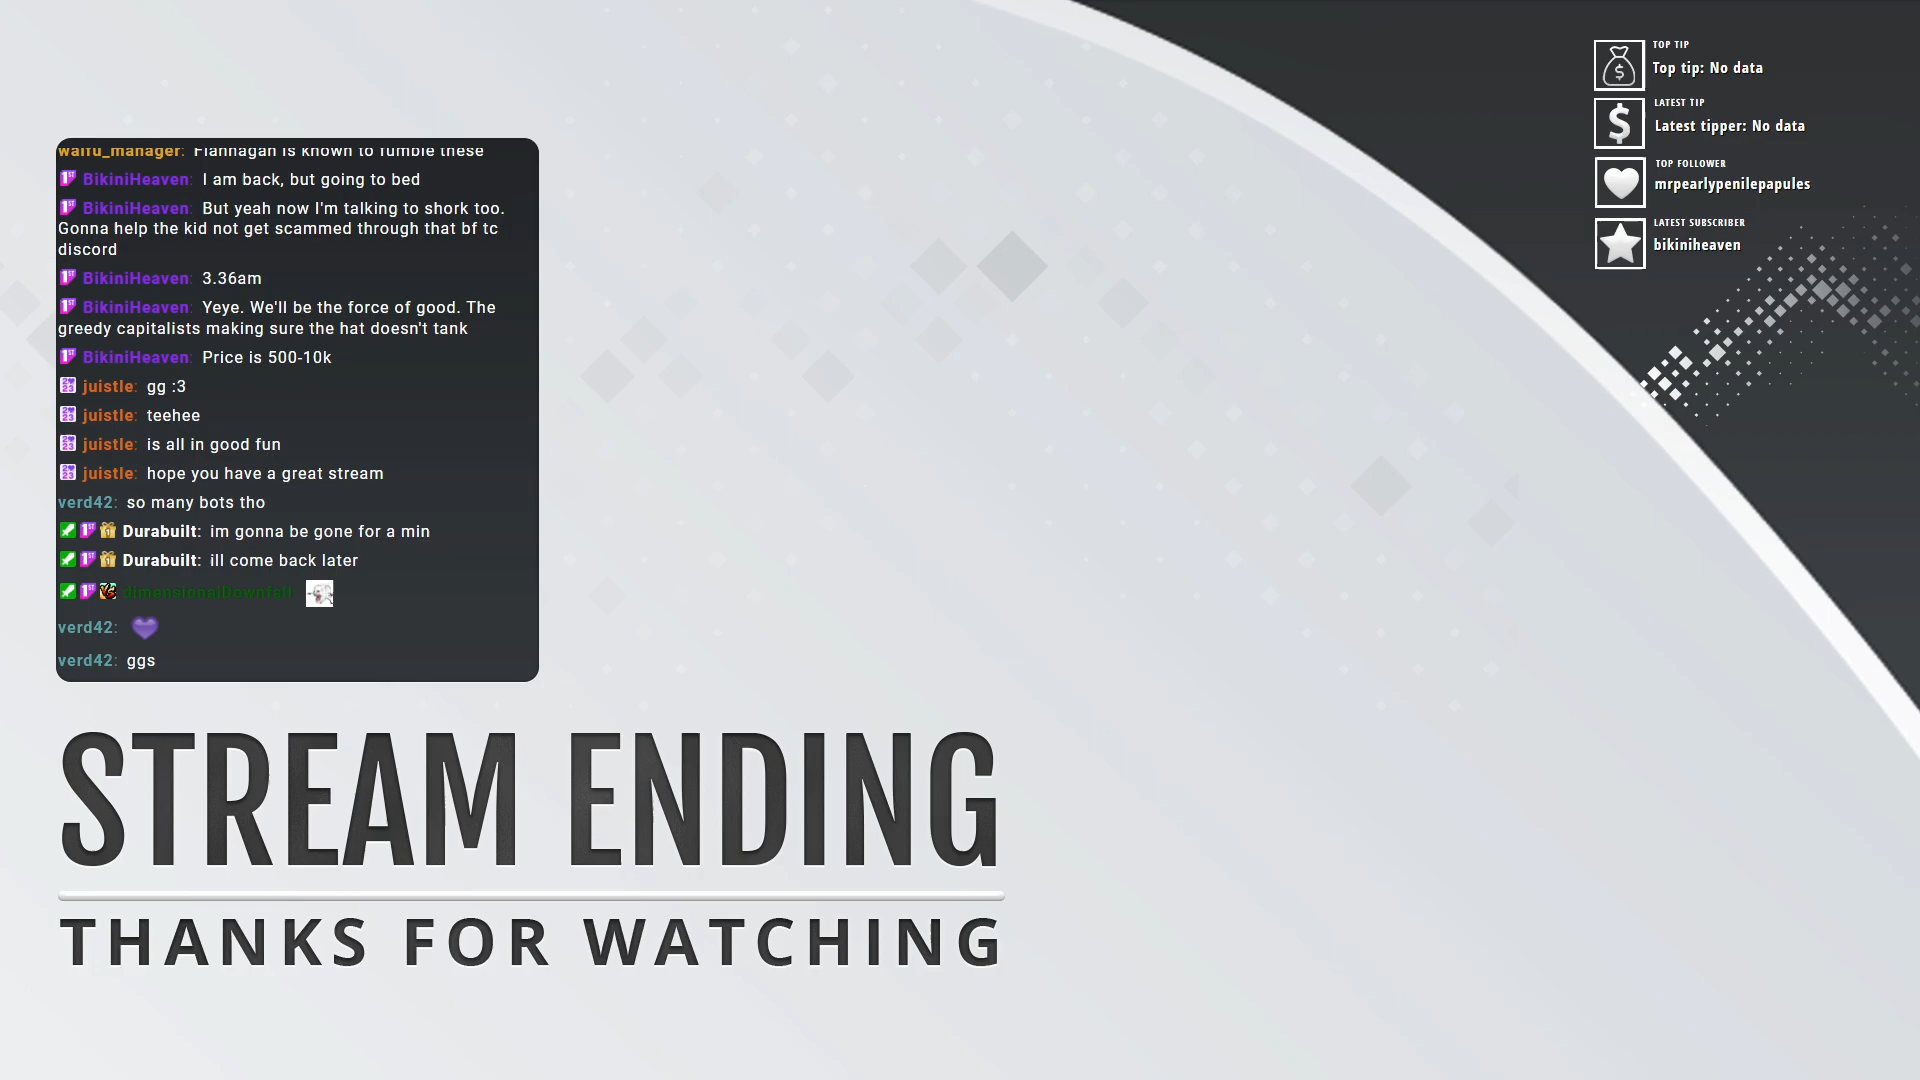 waifu_manager: Flannagan is known to fumble these
BikiniHeaven: I am back, but going to bed
BikiniHeaven: But yeah now I'm talking to shork too.
Gonna help the kid not get scammed through that bf tc
discord
BikiniHeaven: 3.36am
BikiniHeaven: Yeye. We'll be the force of good. The
greedy capitalists making sure the hat doesn't tank
BikiniHeaven: Price is 500-10k
juistle: gg :3
juistle: teehee
juistle: is all in good fun
juistle: hope you have a great stream
verd42: so many bots tho
Durabuilt: im gonna be gone for a min
Durabuilt: ill come back later
dimensionalDownfall:
verd42:
verd42: ggs
STREAM ENDING
THANKS FOR WATCHING
TOP TIP
Top tip: No data
LATEST TIP
Latest tipper: No data
TOP FOLLOWER
mrpearlypenilepapules
LATEST SUBSCRIBER
bikiniheaven